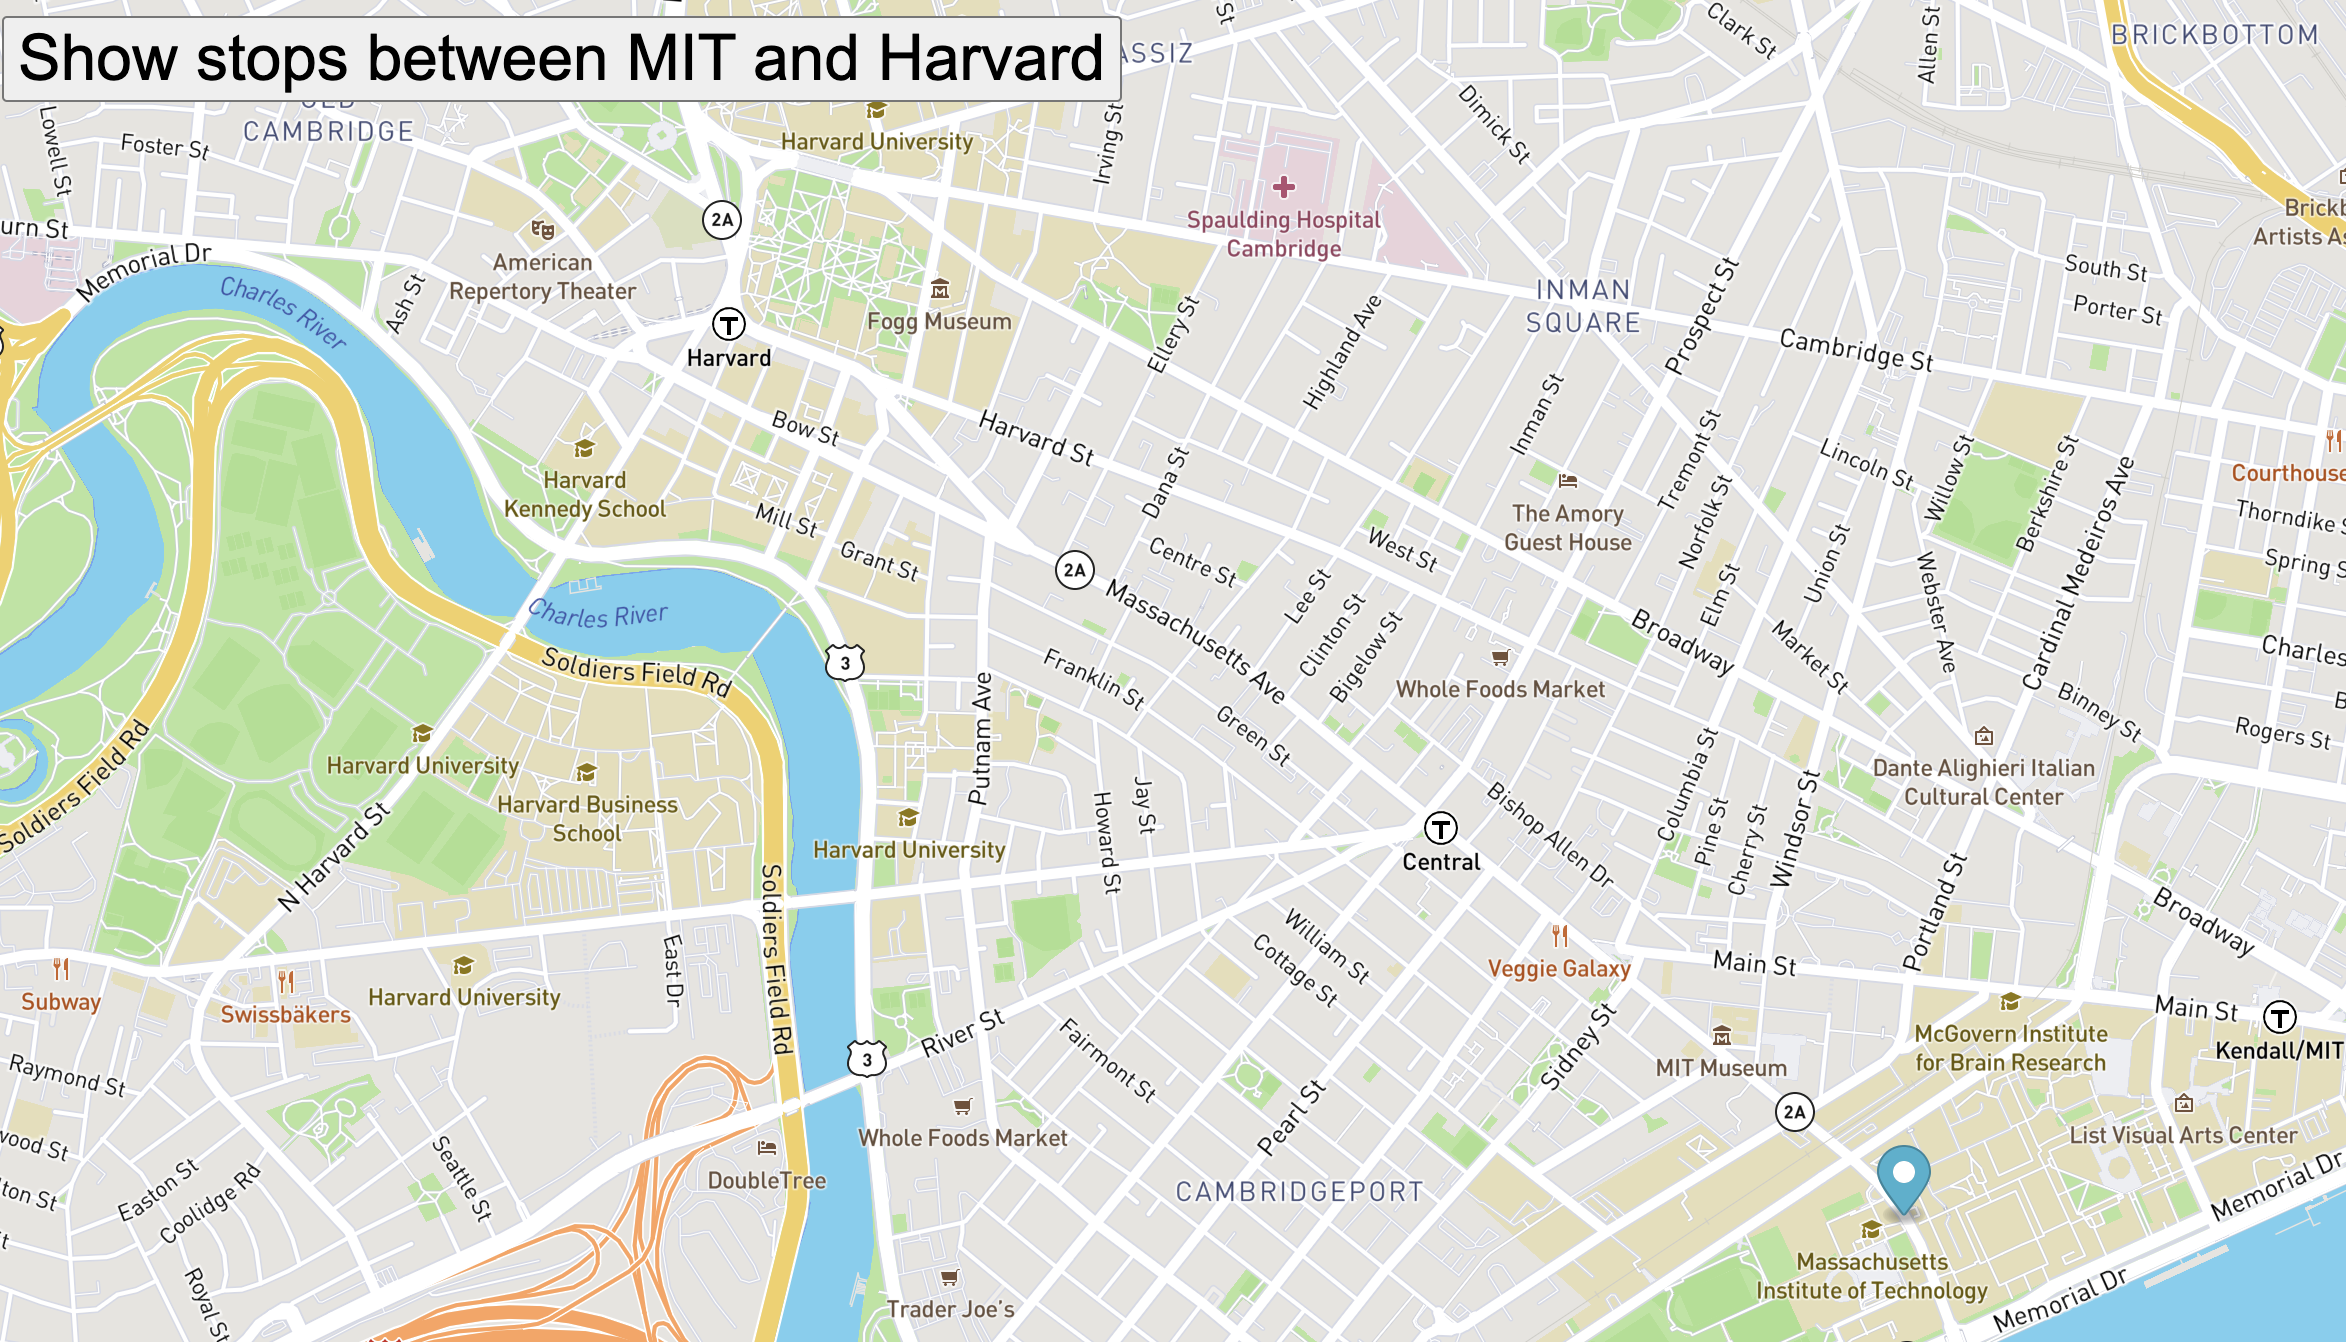 Show stops between MIT and Harvard
ASSIZ
Clark St
Allen St
BRICKBOTTOM
Dimick St
CAMBRIDGE
Lowell St
Foster St
Harvard University
Irving St
2A
Spaulding Hospital
Cambridge
urn St
Memorial Dr
Charles River
Ash St
American
Repertory Theater
Fogg Museum
Harvard
Ellery St
Highland Ave
INMAN
SQUARE
Prospect St
Cambridge St
South St
Porter St
Artists As
Bow St
Harvard St
Dana St
Inman St
Tremont St
Norfolk St
Lincoln St
Willow St
Berkshire St
Cardinal Medeiros Ave
Courthouse
Thorndike S
Spring S
Harvard
Kennedy School
Mill St
Grant St
The Amory
Guest House
West St
Centre St
2A
Massachusetts Ave
Lee St
Clinton St
Bigelow St
Elm St
Union St
Webster Ave
Broadway
Market St
Charles
Binney St
Rogers St
Charles River
Soldiers Field Rd
3
Franklin St
Green St
Whole Foods Market
Putnam Ave
Soldiers Field Rd
Harvard University
Harvard Business
School
N Harvard St
Harvard University
Howard St
Jay St
Central
Bishop Allen Dr
Columbia St
Pine St
Cherry St
Windsor St
Dante Alighieri Italian
Cultural Center
Portland St
Broadway
Soldiers Field Rd
East Dr
Subway
Swissbäkers
Harvard University
William St
Cottage St
Veggie Galaxy
Main St
Main St
Kendall/MIT
McGovern Institute
for Brain Research
MIT Museum
Sidney St
River St
3
Fairmont St
Pearl St
Raymond St
wood St
ton St
Easton St
Coolidge Rd
Seattle St
Royal St
DoubleTree
Whole Foods Market
Trader Joe's
CAMBRIDGEPORT
2A
List Visual Arts Center
Memorial Dr
Massachusetts
Institute of Technology
Memorial Dr